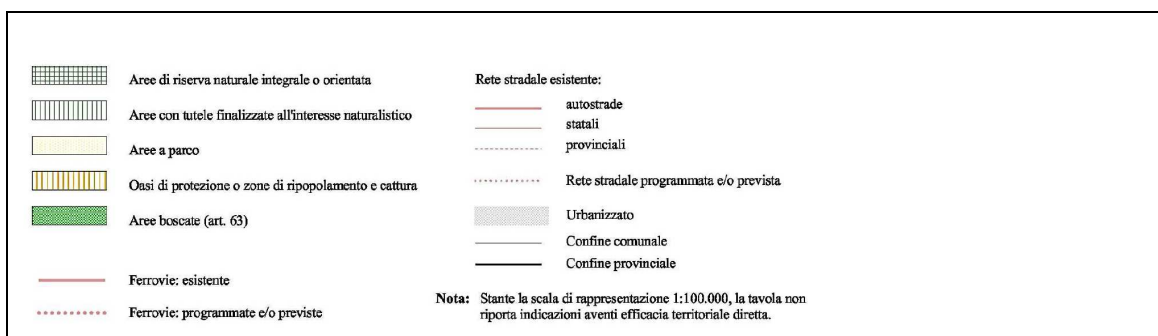 Aree di riserva naturale integrale o orientata
Aree con tutele finalizzate all'interesse naturalistico
Aree a parco
Oasi di protezione o zone di ripopolamento e cattura
Aree boscate (art. 63)
Ferrovie: esistente
Ferrovie: programmate e/o previste
Rete stradale esistente:
autostrade
statali
provinciali
Rete stradale programmata e/o prevista
Urbanizzato
Confine comunale
Confine provinciale
Nota: Stante la scala di rappresentazione 1:100.000, la tavola non
riporta indicazioni aventi efficacia territoriale diretta.